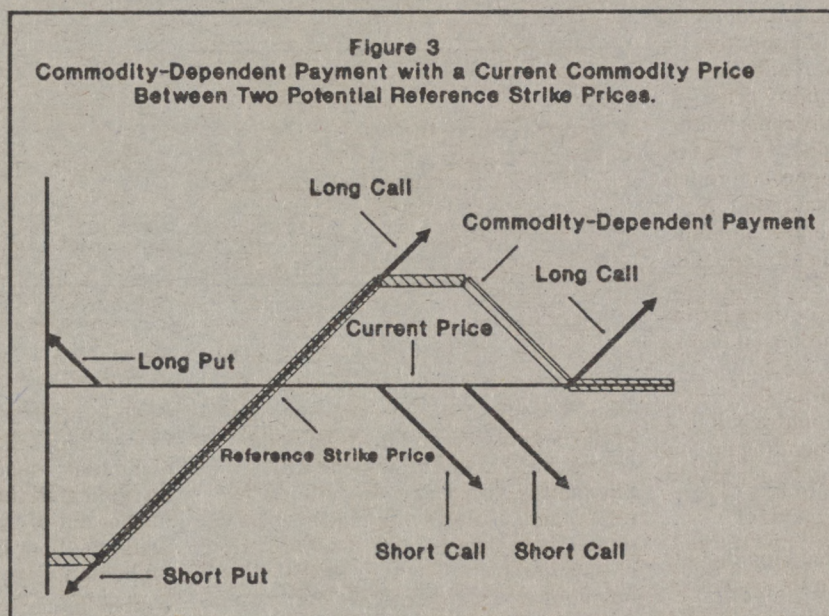 Figure 3
Commodity-Dependent Payment with a Current Commodity Price
Between Two Potential Reference Strike Prices.
Long Call
Commodity-Dependent Payment
Long Call
Current Price
Long Put
Reference Strike Price
Short Call Short Call
Short Put